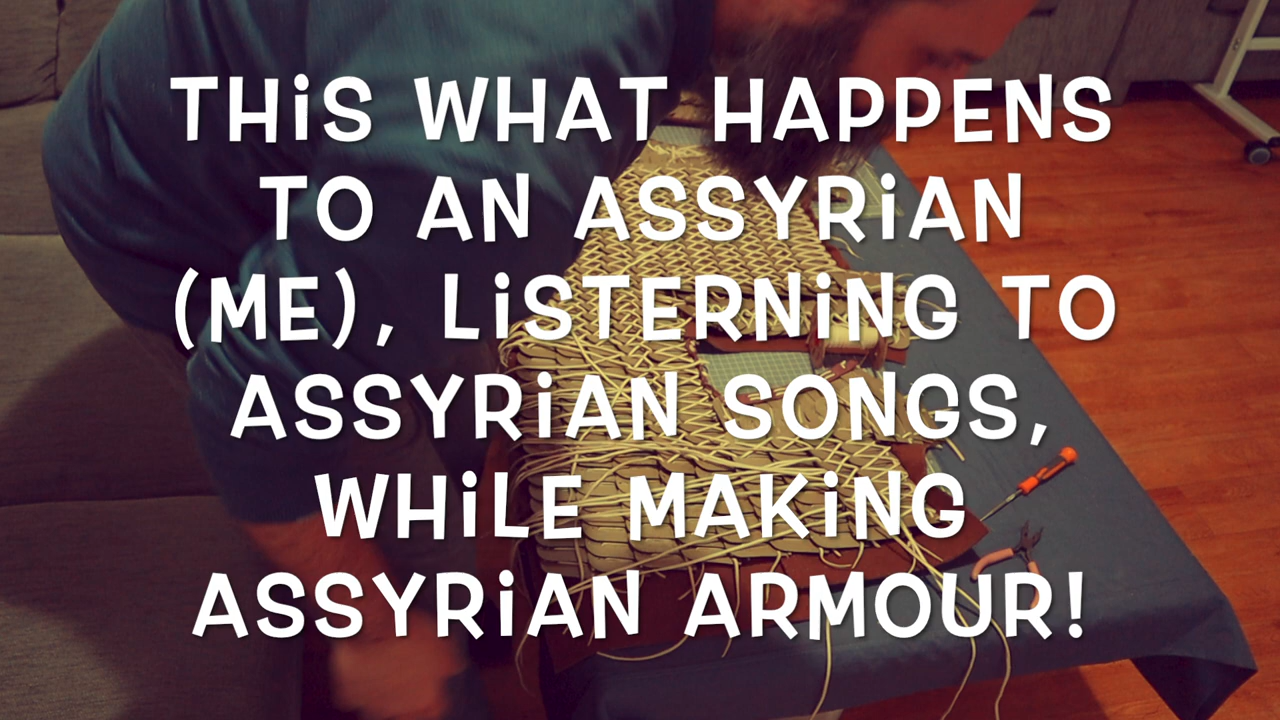 THiS WHAT HAPPENS
TO AN ASSYRiAN
(ME), LiSTERNiNG TO
ASSYRiAN SONGS,
WHiLE MAKiNG
ASSYRiAN ARMOUR!